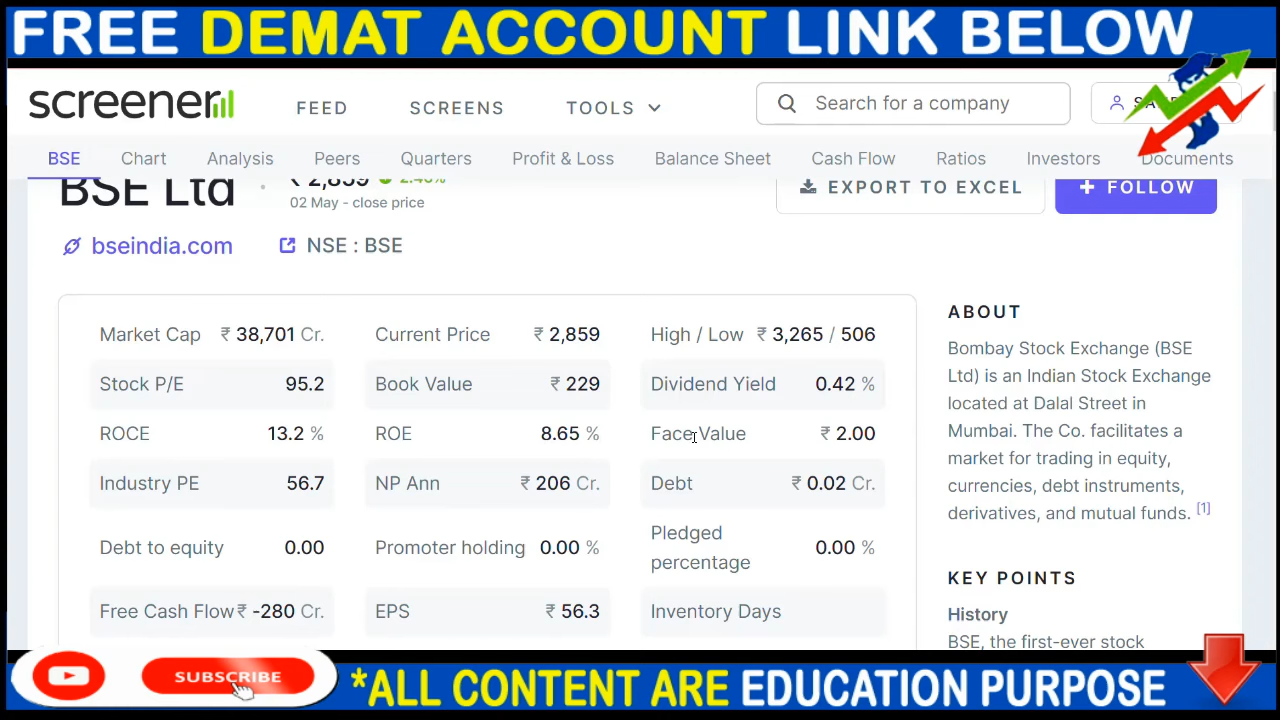 FREE DEMAT ACCOUNT LINK BELOW
screener
FEED SCREENS TOOLS
Search for a company
BSE Chart Analysis Peers Quarters Profit & Loss Balance Sheet Cash Flow Ratios Investors Documents
BSE Ltd ₹ 2,859 2.46%
02 May - close price
EXPORT TO EXCEL
+ FOLLOW
bseindia.com NSE : BSE
Market Cap ₹ 38,701 Cr. Current Price ₹ 2,859 High / Low ₹ 3,265 / 506
Stock P/E 95.2 Book Value ₹ 229 Dividend Yield 0.42 %
ROCE 13.2 % ROE 8.65 % Face Value ₹ 2.00
Industry PE 56.7 NP Ann ₹ 206 Cr. Debt ₹ 0.02 Cr.
Debt to equity 0.00 Promoter holding 0.00 % Pledged percentage 0.00 %
Free Cash Flow ₹ -280 Cr. EPS ₹ 56.3 Inventory Days
ABOUT
Bombay Stock Exchange (BSE
Ltd) is an Indian Stock Exchange
located at Dalal Street in
Mumbai. The Co. facilitates a
market for trading in equity,
currencies, debt instruments,
derivatives, and mutual funds. [1]
KEY POINTS
History
BSE, the first-ever stock
SUBSCRIBE
*ALL CONTENT ARE EDUCATION PURPOSE